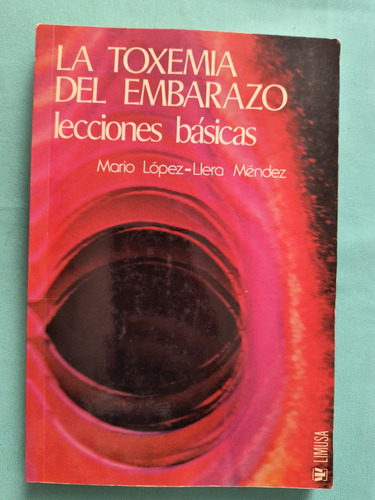 LA TOXEMIA
DEL EMBARAZO
lecciones básicas
Mario López-Llera Méndez
LIMUSA